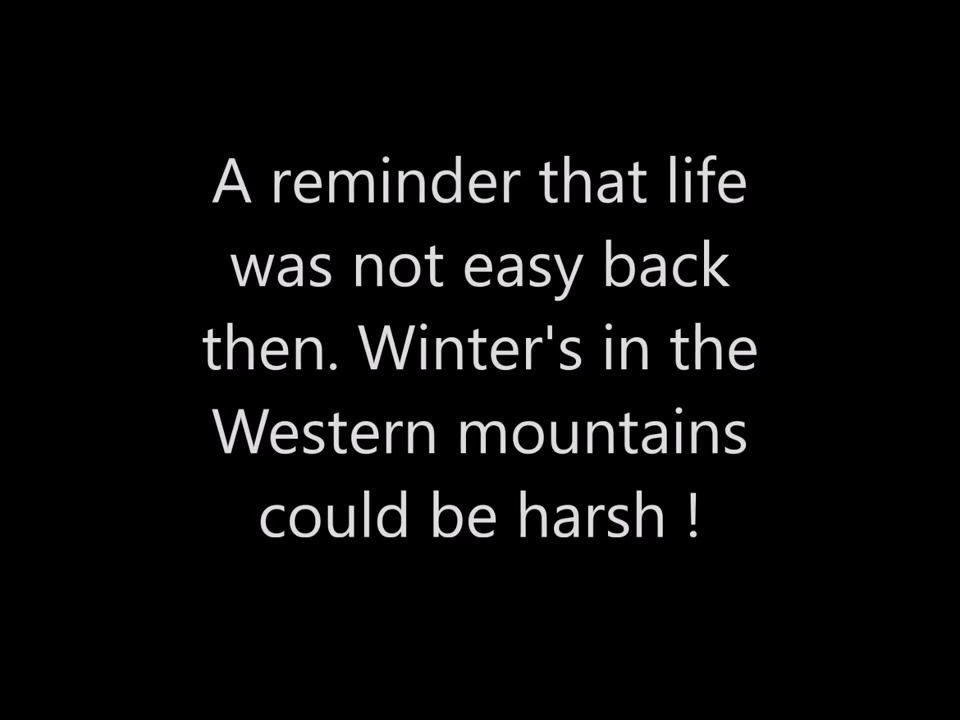 A reminder that life
was not easy back
then. Winter's in the
Western mountains
could be harsh !